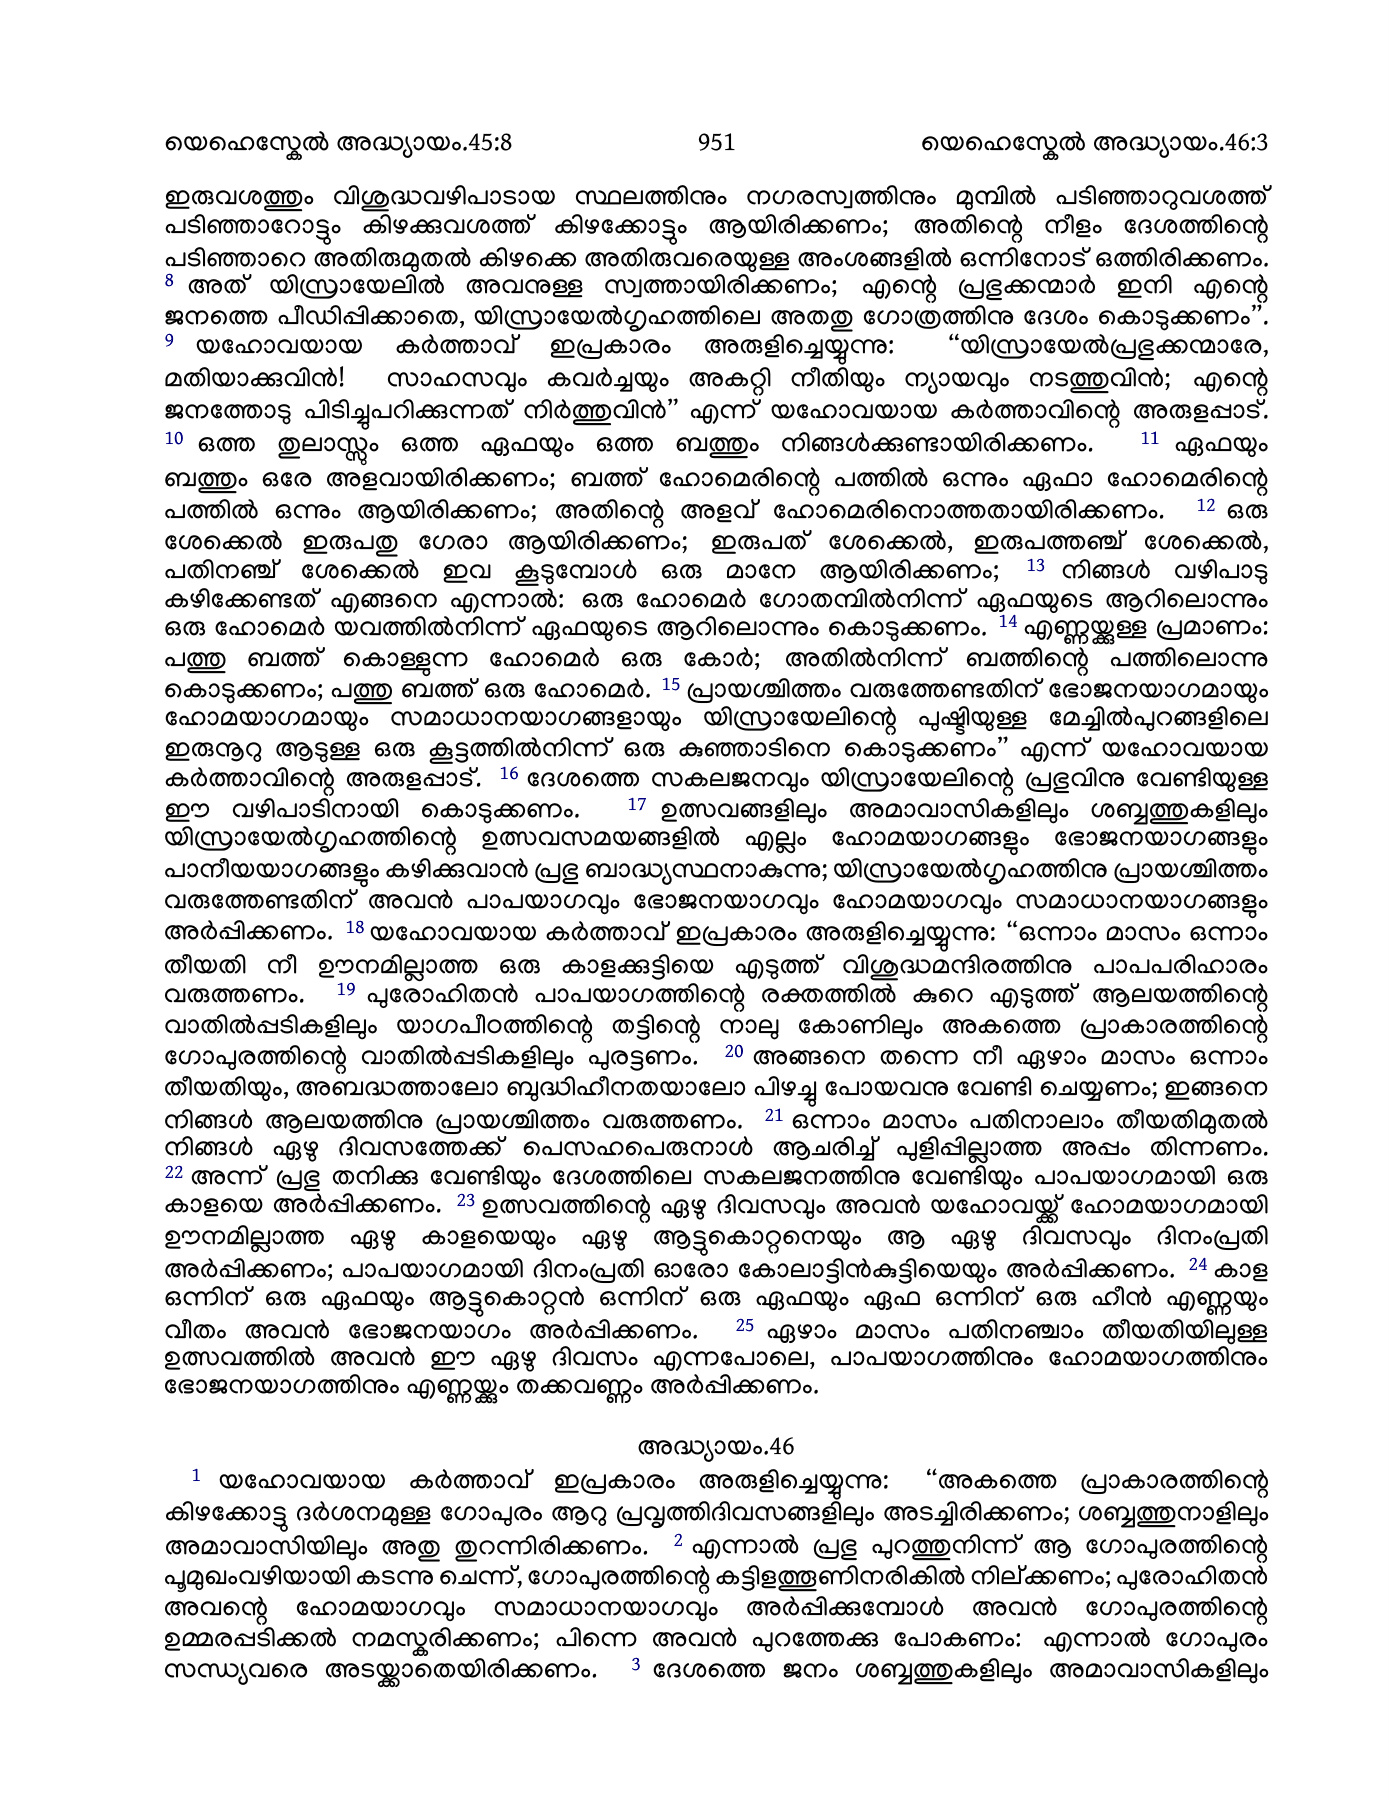 യെഹെസ്കേൽ അദ്ധ്യായം.45:8 951 യെഹെസ്കേൽ അദ്ധ്യായം.46:3
ഇരുവശത്തും വിശുദ്ധവഴിപാടായ സ്ഥലത്തിനും നഗരസ്വത്തിനും മുമ്പിൽ പടിഞ്ഞാറുവശത്ത്
പടിഞ്ഞാറോട്ടും കിഴക്കുവശത്ത് കിഴക്കോട്ടും ആയിരിക്കണം; അതിന്റെ നീളം ദേശത്തിന്റെ
പടിഞ്ഞാറെ അതിരുമുതൽ കിഴക്കെ അതിരുവരെയുള്ള അംശങ്ങളിൽ ഒന്നിനോട് ഒത്തിരിക്കണം.
8 അത് യിസ്രായേലിൽ അവനുള്ള സ്വത്തായിരിക്കണം; എന്റെ പ്രഭുക്കന്മാർ ഇനി എന്റെ
ജനത്തെ പീഡിപ്പിക്കാതെ, യിസ്രായേൽഗൃഹത്തിലെ അതതു ഗോത്രത്തിനു ദേശം കൊടുക്കണം”.
9 യഹോവയായ കർത്താവ് ഇപ്രകാരം അരുളിച്ചെയ്യുന്നു: “യിസ്രായേൽപ്രഭുക്കന്മാരേ,
മതിയാക്കുവിൻ! സാഹസവും കവർച്ചയും അകറ്റി നീതിയും ന്യായവും നടത്തുവിൻ; എന്റെ
ജനത്തോടു പിടിച്ചുപറിക്കുന്നത് നിർത്തുവിൻ” എന്ന് യഹോവയായ കർത്താവിന്റെ അരുളപ്പാട്.
10 ഒത്ത തുലാസ്സും ഒത്ത ഏഫയും ഒത്ത ബത്തും നിങ്ങൾക്കുണ്ടായിരിക്കണം. 11 ഏഫയും
ബത്തും ഒരേ അളവായിരിക്കണം; ബത്ത് ഹോമെരിന്റെ പത്തിൽ ഒന്നും ഏഫാ ഹോമെരിന്റെ
പത്തിൽ ഒന്നും ആയിരിക്കണം; അതിന്റെ അളവ് ഹോമെരിനൊത്തതായിരിക്കണം. 12 ഒരു
ശേക്കെൽ ഇരുപതു ഗേരാ ആയിരിക്കണം; ഇരുപത് ശേക്കെൽ, ഇരുപത്തഞ്ച് ശേക്കെൽ,
പതിനഞ്ച് ശേക്കെൽ ഇവ കൂടുമ്പോൾ ഒരു മാനേ ആയിരിക്കണം; 13 നിങ്ങൾ വഴിപാടു
കഴിക്കേണ്ടത് എങ്ങനെ എന്നാൽ: ഒരു ഹോമെർ ഗോതമ്പിൽനിന്ന് ഏഫയുടെ ആറിലൊന്നും
ഒരു ഹോമെർ യവത്തിൽനിന്ന് ഏഫയുടെ ആറിലൊന്നും കൊടുക്കണം. 14 എണ്ണയ്ക്കുള്ള പ്രമാണം:
പത്തു ബത്ത് കൊള്ളുന്ന ഹോമെർ ഒരു കോർ; അതിൽനിന്ന് ബത്തിന്റെ പത്തിലൊന്നു
കൊടുക്കണം; പത്തു ബത്ത് ഒരു ഹോമെർ. 15 പ്രായശ്ചിത്തം വരുത്തേണ്ടതിന് ഭോജനയാഗമായും
ഹോമയാഗമായും സമാധാനയാഗങ്ങളായും യിസ്രായേലിന്റെ പുഷ്ടിയുള്ള മേച്ചിൽപുറങ്ങളിലെ
ഇരുനൂറു ആടുള്ള ഒരു കൂട്ടത്തിൽനിന്ന് ഒരു കുഞ്ഞാടിനെ കൊടുക്കണം” എന്ന് യഹോവയായ
കർത്താവിന്റെ അരുളപ്പാട്. 16 ദേശത്തെ സകലജനവും യിസ്രായേലിന്റെ പ്രഭുവിനു വേണ്ടിയുള്ള
ഈ വഴിപാടിനായി കൊടുക്കണം. 17 ഉത്സവങ്ങളിലും അമാവാസികളിലും ശബ്ബത്തുകളിലും
യിസ്രായേൽഗൃഹത്തിന്റെ ഉത്സവസമയങ്ങളിൽ എല്ലം ഹോമയാഗങ്ങളും ഭോജനയാഗങ്ങളും
പാനീയയാഗങ്ങളും കഴിക്കുവാൻ പ്രഭു ബാദ്ധ്യസ്ഥനാകുന്നു; യിസ്രായേൽഗൃഹത്തിനു പ്രായശ്ചിത്തം
വരുത്തേണ്ടതിന് അവൻ പാപയാഗവും ഭോജനയാഗവും ഹോമയാഗവും സമാധാനയാഗങ്ങളും
അർപ്പിക്കണം. 18 യഹോവയായ കർത്താവ് ഇപ്രകാരം അരുളിച്ചെയ്യുന്നു: “ഒന്നാം മാസം ഒന്നാം
തീയതി നീ ഊനമില്ലാത്ത ഒരു കാളക്കുട്ടിയെ എടുത്ത് വിശുദ്ധമന്ദിരത്തിനു പാപപരിഹാരം
വരുത്തണം. 19 പുരോഹിതൻ പാപയാഗത്തിന്റെ രക്തത്തിൽ കുറെ എടുത്ത് ആലയത്തിന്റെ
വാതിൽപ്പടികളിലും യാഗപീഠത്തിന്റെ തട്ടിന്റെ നാലു കോണിലും അകത്തെ പ്രാകാരത്തിന്റെ
ഗോപുരത്തിന്റെ വാതിൽപ്പടികളിലും പുരട്ടണം. 20 അങ്ങനെ തന്നെ നീ ഏഴാം മാസം ഒന്നാം
തീയതിയും, അബദ്ധത്താലോ ബുദ്ധിഹീനതയാലോ പിഴച്ചു പോയവനു വേണ്ടി ചെയ്യണം; ഇങ്ങനെ
നിങ്ങൾ ആലയത്തിനു പ്രായശ്ചിത്തം വരുത്തണം. 21 ഒന്നാം മാസം പതിനാലാം തീയതിമുതൽ
നിങ്ങൾ ഏഴു ദിവസത്തേക്ക് പെസഹപെരുനാൾ ആചരിച്ച് പുളിപ്പില്ലാത്ത അപ്പം തിന്നണം.
22 അന്ന് പ്രഭു തനിക്കു വേണ്ടിയും ദേശത്തിലെ സകലജനത്തിനു വേണ്ടിയും പാപയാഗമായി ഒരു
കാളയെ അർപ്പിക്കണം. 23 ഉത്സവത്തിന്റെ ഏഴു ദിവസവും അവൻ യഹോവയ്ക്ക് ഹോമയാഗമായി
ഊനമില്ലാത്ത ഏഴു കാളയെയും ഏഴു ആട്ടുകൊറ്റനെയും ആ ഏഴു ദിവസവും ദിനംപ്രതി
അർപ്പിക്കണം; പാപയാഗമായി ദിനംപ്രതി ഓരോ കോലാട്ടിൻകുട്ടിയെയും അർപ്പിക്കണം. 24 കാള
ഒന്നിന് ഒരു ഏഫയും ആട്ടുകൊറ്റൻ ഒന്നിന് ഒരു ഏഫയും ഏഫ ഒന്നിന് ഒരു ഹീൻ എണ്ണയും
വീതം അവൻ ഭോജനയാഗം അർപ്പിക്കണം. 25 ഏഴാം മാസം പതിനഞ്ചാം തീയതിയിലുള്ള
ഉത്സവത്തിൽ അവൻ ഈ ഏഴു ദിവസം എന്നപോലെ, പാപയാഗത്തിനും ഹോമയാഗത്തിനും
ഭോജനയാഗത്തിനും എണ്ണയ്ക്കും തക്കവണ്ണം അർപ്പിക്കണം.
അദ്ധ്യായം.46
1 യഹോവയായ കർത്താവ് ഇപ്രകാരം അരുളിച്ചെയ്യുന്നു: “അകത്തെ പ്രാകാരത്തിന്റെ
കിഴക്കോട്ടു ദർശനമുള്ള ഗോപുരം ആറു പ്രവൃത്തിദിവസങ്ങളിലും അടച്ചിരിക്കണം; ശബ്ബത്തുനാളിലും
അമാവാസിയിലും അതു തുറന്നിരിക്കണം. 2 എന്നാൽ പ്രഭു പുറത്തുനിന്ന് ആ ഗോപുരത്തിന്റെ
പൂമുഖംവഴിയായി കടന്നു ചെന്ന്, ഗോപുരത്തിന്റെ കട്ടിളത്തൂണിനരികിൽ നില്ക്കണം; പുരോഹിതൻ
അവന്റെ ഹോമയാഗവും സമാധാനയാഗവും അർപ്പിക്കുമ്പോൾ അവൻ ഗോപുരത്തിന്റെ
ഉമ്മരപ്പടിക്കൽ നമസ്കരിക്കണം; പിന്നെ അവൻ പുറത്തേക്കു പോകണം: എന്നാൽ ഗോപുരം
സന്ധ്യവരെ അടയ്ക്കാതെയിരിക്കണം. 3 ദേശത്തെ ജനം ശബ്ബത്തുകളിലും അമാവാസികളിലും